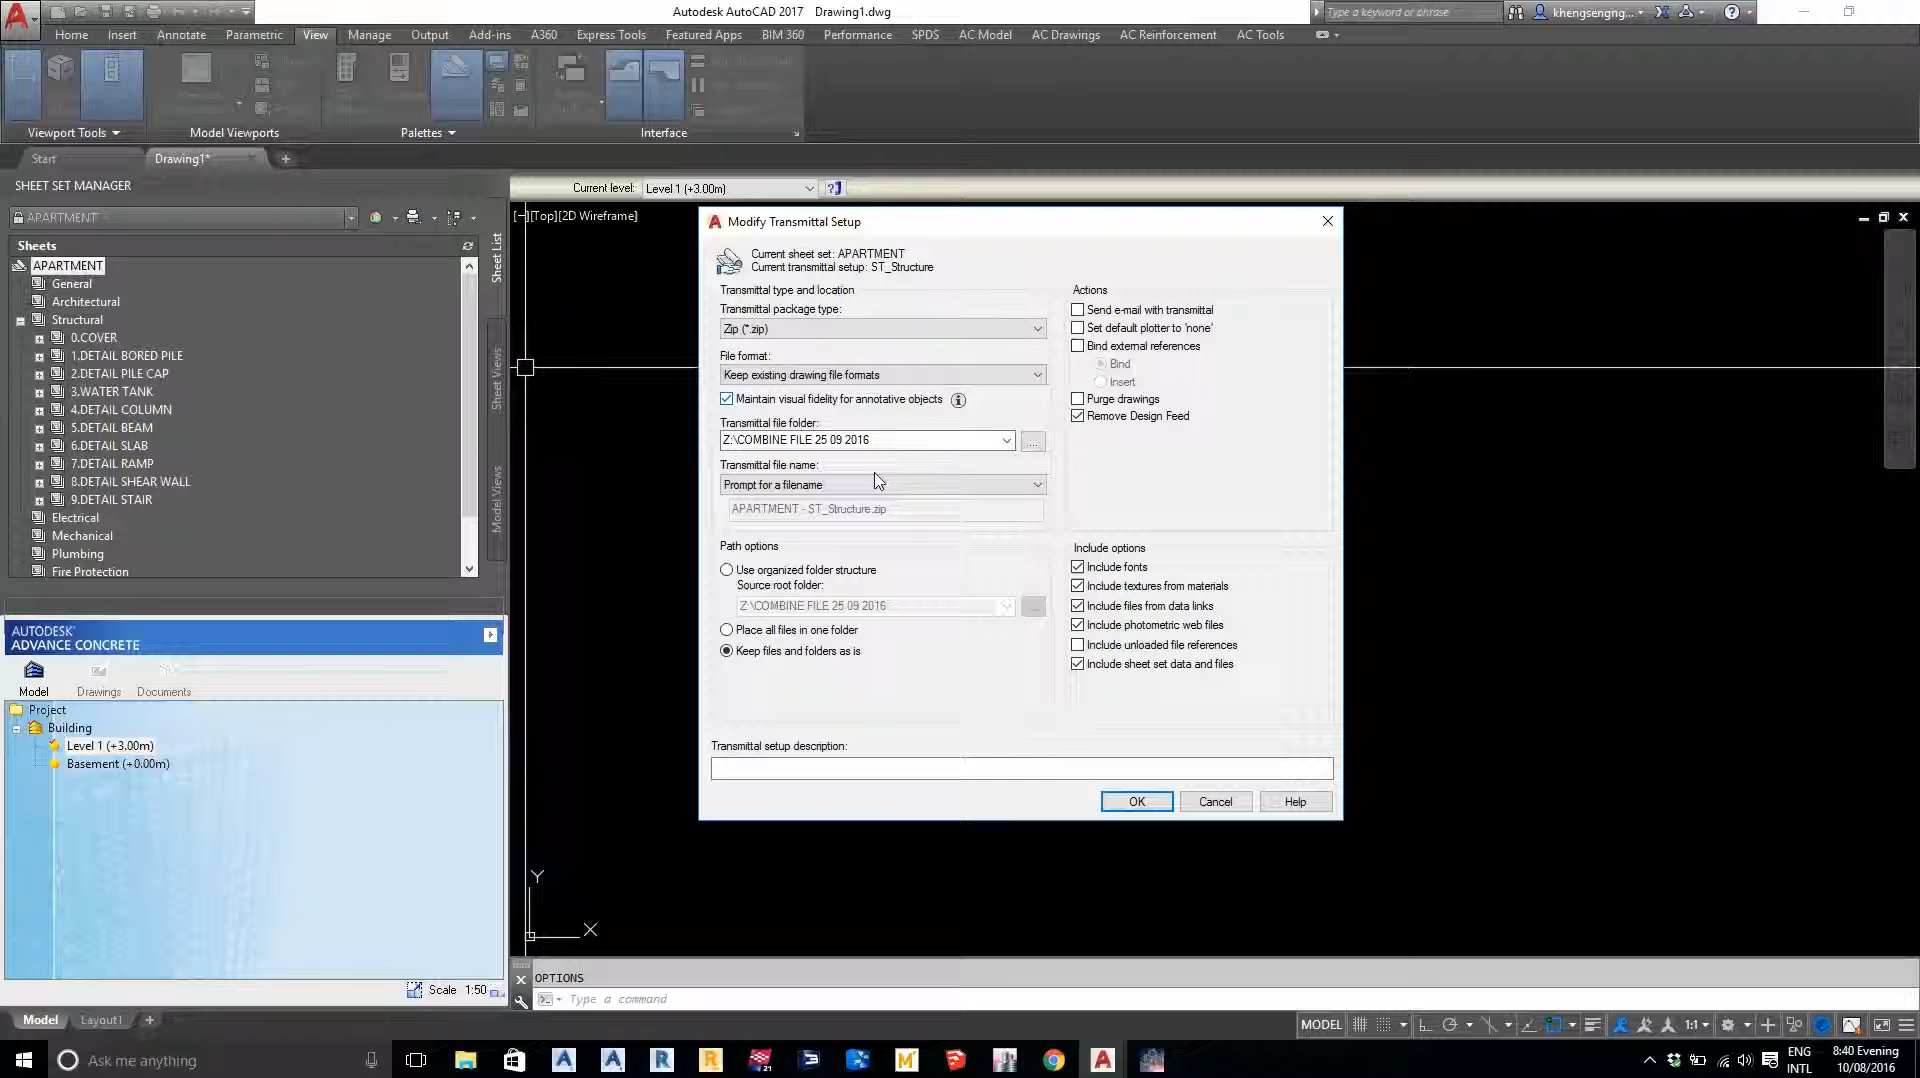 Autodesk AutoCAD 2017 Drawing1.dwg
Type a keyword or phrase
khengsengng...
Home Insert Annotate Parametric View Manage Output Add-ins A360 Express Tools Featured Apps BIM 360 Performance SPDS AC Model AC Drawings AC Reinforcement AC Tools
Viewport Tools Model Viewports Palettes Interface
Start Drawing1*
SHEET SET MANAGER
APARTMENT
Sheets
APARTMENT
General
Architectural
Structural
0.COVER
1.DETAIL BORED PILE
2.DETAIL PILE CAP
3.WATER TANK
4.DETAIL COLUMN
5.DETAIL BEAM
6.DETAIL SLAB
7.DETAIL RAMP
8.DETAIL SHEAR WALL
9.DETAIL STAIR
Electrical
Mechanical
Plumbing
Fire Protection
Sheet List
Sheet Views
Model Views
AUTODESK'
ADVANCE CONCRETE
Model Drawings Documents
Project
Building
Level 1 (+3.00m)
Basement (+0.00m)
Scale 1:50
Current level: Level 1 (+3.00m)
[−][Top][2D Wireframe]
Modify Transmittal Setup
Current sheet set: APARTMENT
Current transmittal setup: ST_Structure
Transmittal type and location
Transmittal package type:
Zip (*.zip)
File format:
Keep existing drawing file formats
Maintain visual fidelity for annotative objects
Transmittal file folder:
Z:\COMBINE FILE 25 09 2016
...
Transmittal file name:
Prompt for a filename
APARTMENT - ST_Structure.zip
Path options
Use organized folder structure
Source root folder:
Z:\COMBINE FILE 25 09 2016
...
Place all files in one folder
Keep files and folders as is
Actions
Send e-mail with transmittal
Set default plotter to 'none'
Bind external references
Bind
Insert
Purge drawings
Remove Design Feed
Include options
Include fonts
Include textures from materials
Include files from data links
Include photometric web files
Include unloaded file references
Include sheet set data and files
Transmittal setup description:
OK Cancel Help
Y
X
OPTIONS
Type a command
Model Layout1
MODEL 1:1
Ask me anything
ENG
INTL
8:40 Evening
10/08/2016